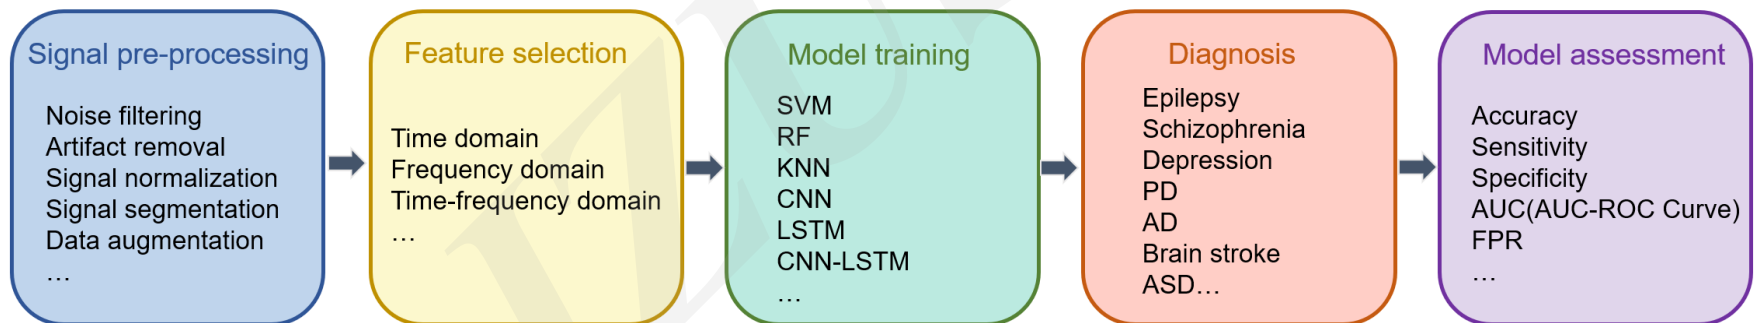 Signal pre-processing
Noise filtering
Artifact removal
Signal normalization
Signal segmentation
Data augmentation
…
Feature selection
Time domain
Frequency domain
Time-frequency domain
…
Model training
SVM
RF
KNN
CNN
LSTM
CNN-LSTM
…
Diagnosis
Epilepsy
Schizophrenia
Depression
PD
AD
Brain stroke
ASD…
Model assessment
Accuracy
Sensitivity
Specificity
AUC(AUC-ROC Curve)
FPR
…